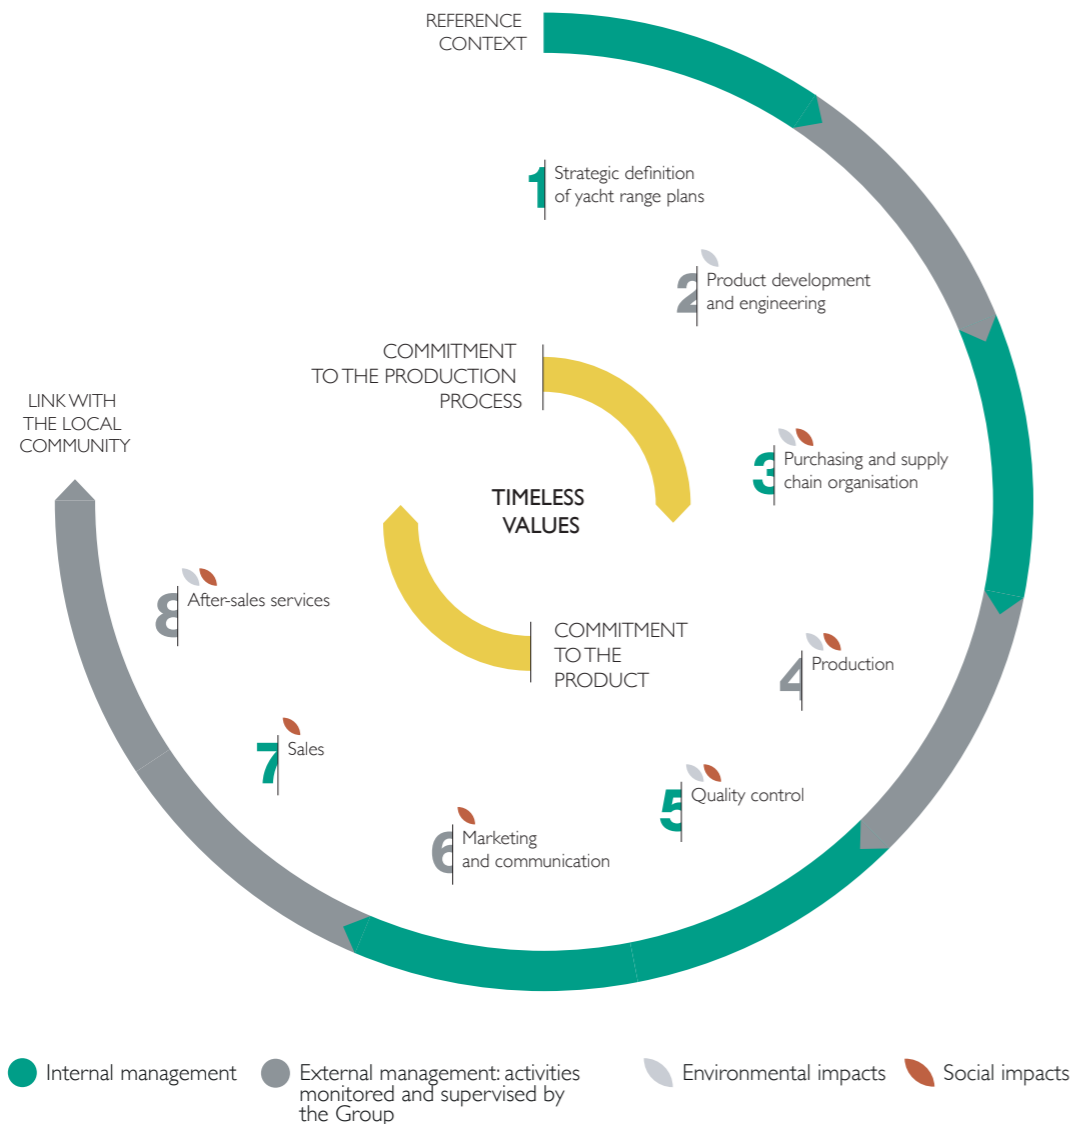 REFERENCE
CONTEXT
1
Strategic definition
of yacht range plans
2
Product development
and engineering
COMMITMENT
TO THE PRODUCTION
PROCESS
LINK WITH
THE LOCAL
COMMUNITY
3
Purchasing and supply
chain organisation
TIMELESS
VALUES
8
After-sales services
COMMITMENT
TO THE
PRODUCT
4
Production
7
Sales
5
Quality control
6
Marketing
and communication
Internal management
External management: activities
monitored and supervised by
the Group
Environmental impacts
Social impacts